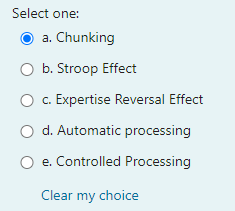 Select one:
a. Chunking
b. Stroop Effect
c. Expertise Reversal Effect
d. Automatic processing
e. Controlled Processing
Clear my choice